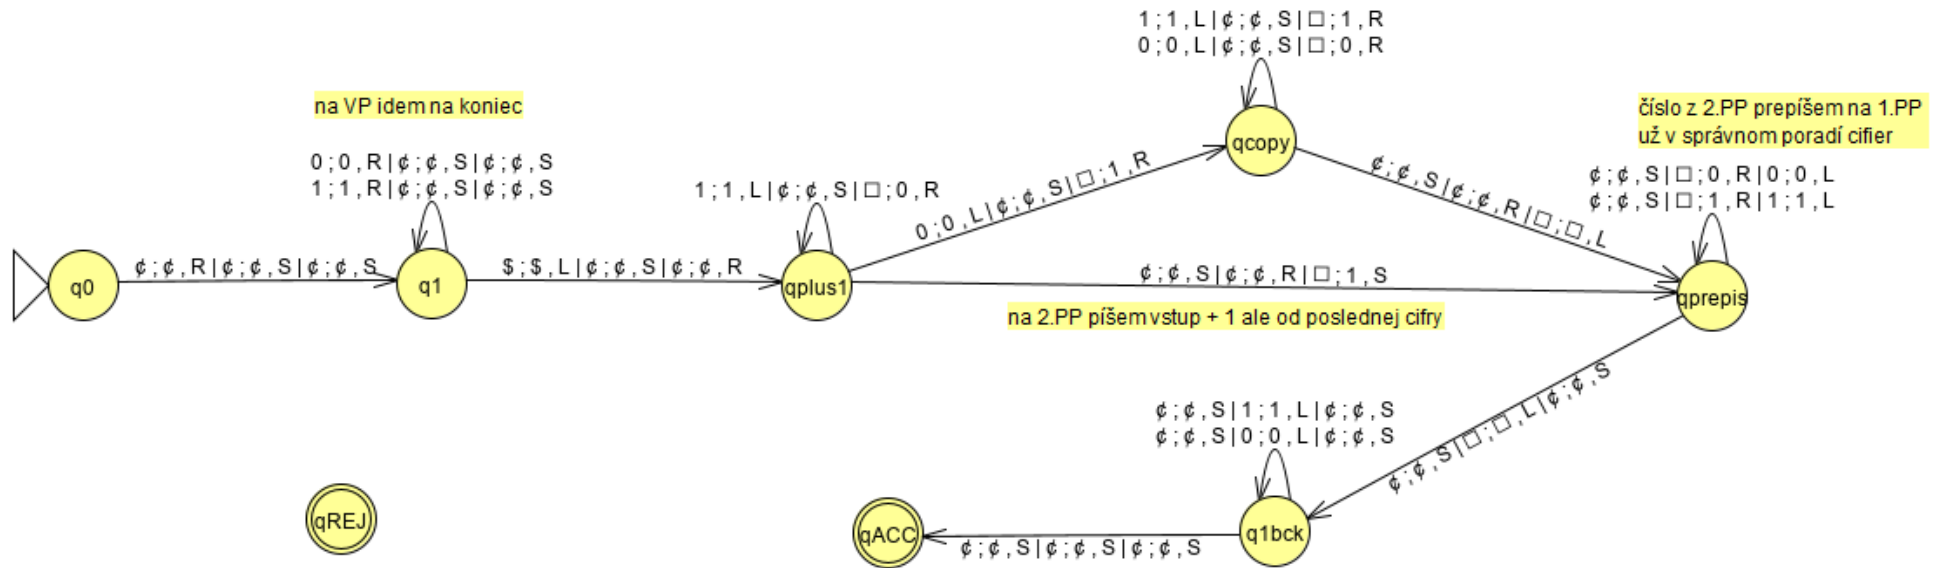 1 ; 1 , L | ¢ ; ¢ , S | □ ; 1 , R
0 ; 0 , L | ¢ ; ¢ , S | □ ; 0 , R
na VP idem na koniec
číslo z 2.PP prepíšem na 1.PP
už v správnom poradí cifier
qcopy
0 ; 0 , R | ¢ ; ¢ , S | ¢ ; ¢ , S
1 ; 1 , R | ¢ ; ¢ , S | ¢ ; ¢ , S
1 ; 1 , L | ¢ ; ¢ , S | □ ; 0 , R
0 ; 0 , L | ¢ ; ¢ , S | □ ; 1 , R
¢ ; ¢ , S | ¢ ; ¢ , R | □ ; □ , L
¢ ; ¢ , S | □ ; 0 , R | 0 ; 0 , L
¢ ; ¢ , S | □ ; 1 , R | 1 ; 1 , L
q0
¢ ; ¢ , R | ¢ ; ¢ , S | ¢ ; ¢ , S
q1
$ ; $ , L | ¢ ; ¢ , S | ¢ ; ¢ , R
qplus1
¢ ; ¢ , S | ¢ ; ¢ , R | □ ; 1 , S
qprepis
na 2.PP píšem vstup + 1 ale od poslednej cifry
¢ ; ¢ , S | □ ; □ , L | ¢ ; ¢ , S
¢ ; ¢ , S | 1 ; 1 , L | ¢ ; ¢ , S
¢ ; ¢ , S | 0 ; 0 , L | ¢ ; ¢ , S
qREJ
qACC
¢ ; ¢ , S | ¢ ; ¢ , S | ¢ ; ¢ , S
q1bck